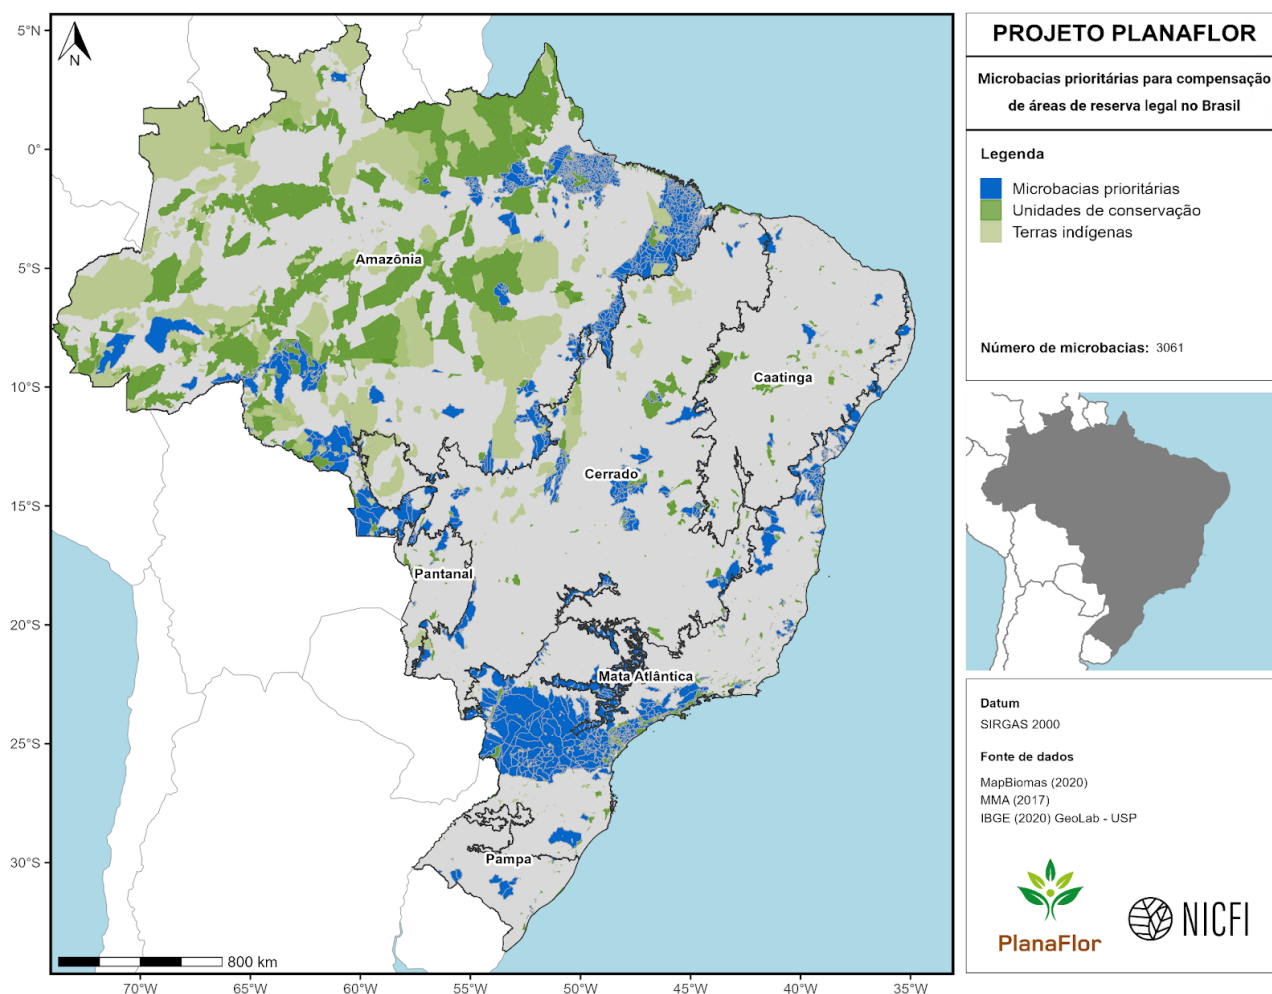 PROJETO PLANAFLOR
Microbacias prioritárias para compensação
de áreas de reserva legal no Brasil
Legenda
Microbacias prioritárias
Unidades de conservação
Terras indígenas
Número de microbacias: 3061
Datum
SIRGAS 2000
Fonte de dados
MapBiomas (2020)
MMA (2017)
IBGE (2020) GeoLab - USP
PlanaFlor
NICFI
N
5°N
0°
5°S
10°S
15°S
20°S
25°S
30°S
Amazônia
Caatinga
Cerrado
Pantanal
Mata Atlântica
Pampa
800 km
70°W
65°W
60°W
55°W
50°W
45°W
40°W
35°W